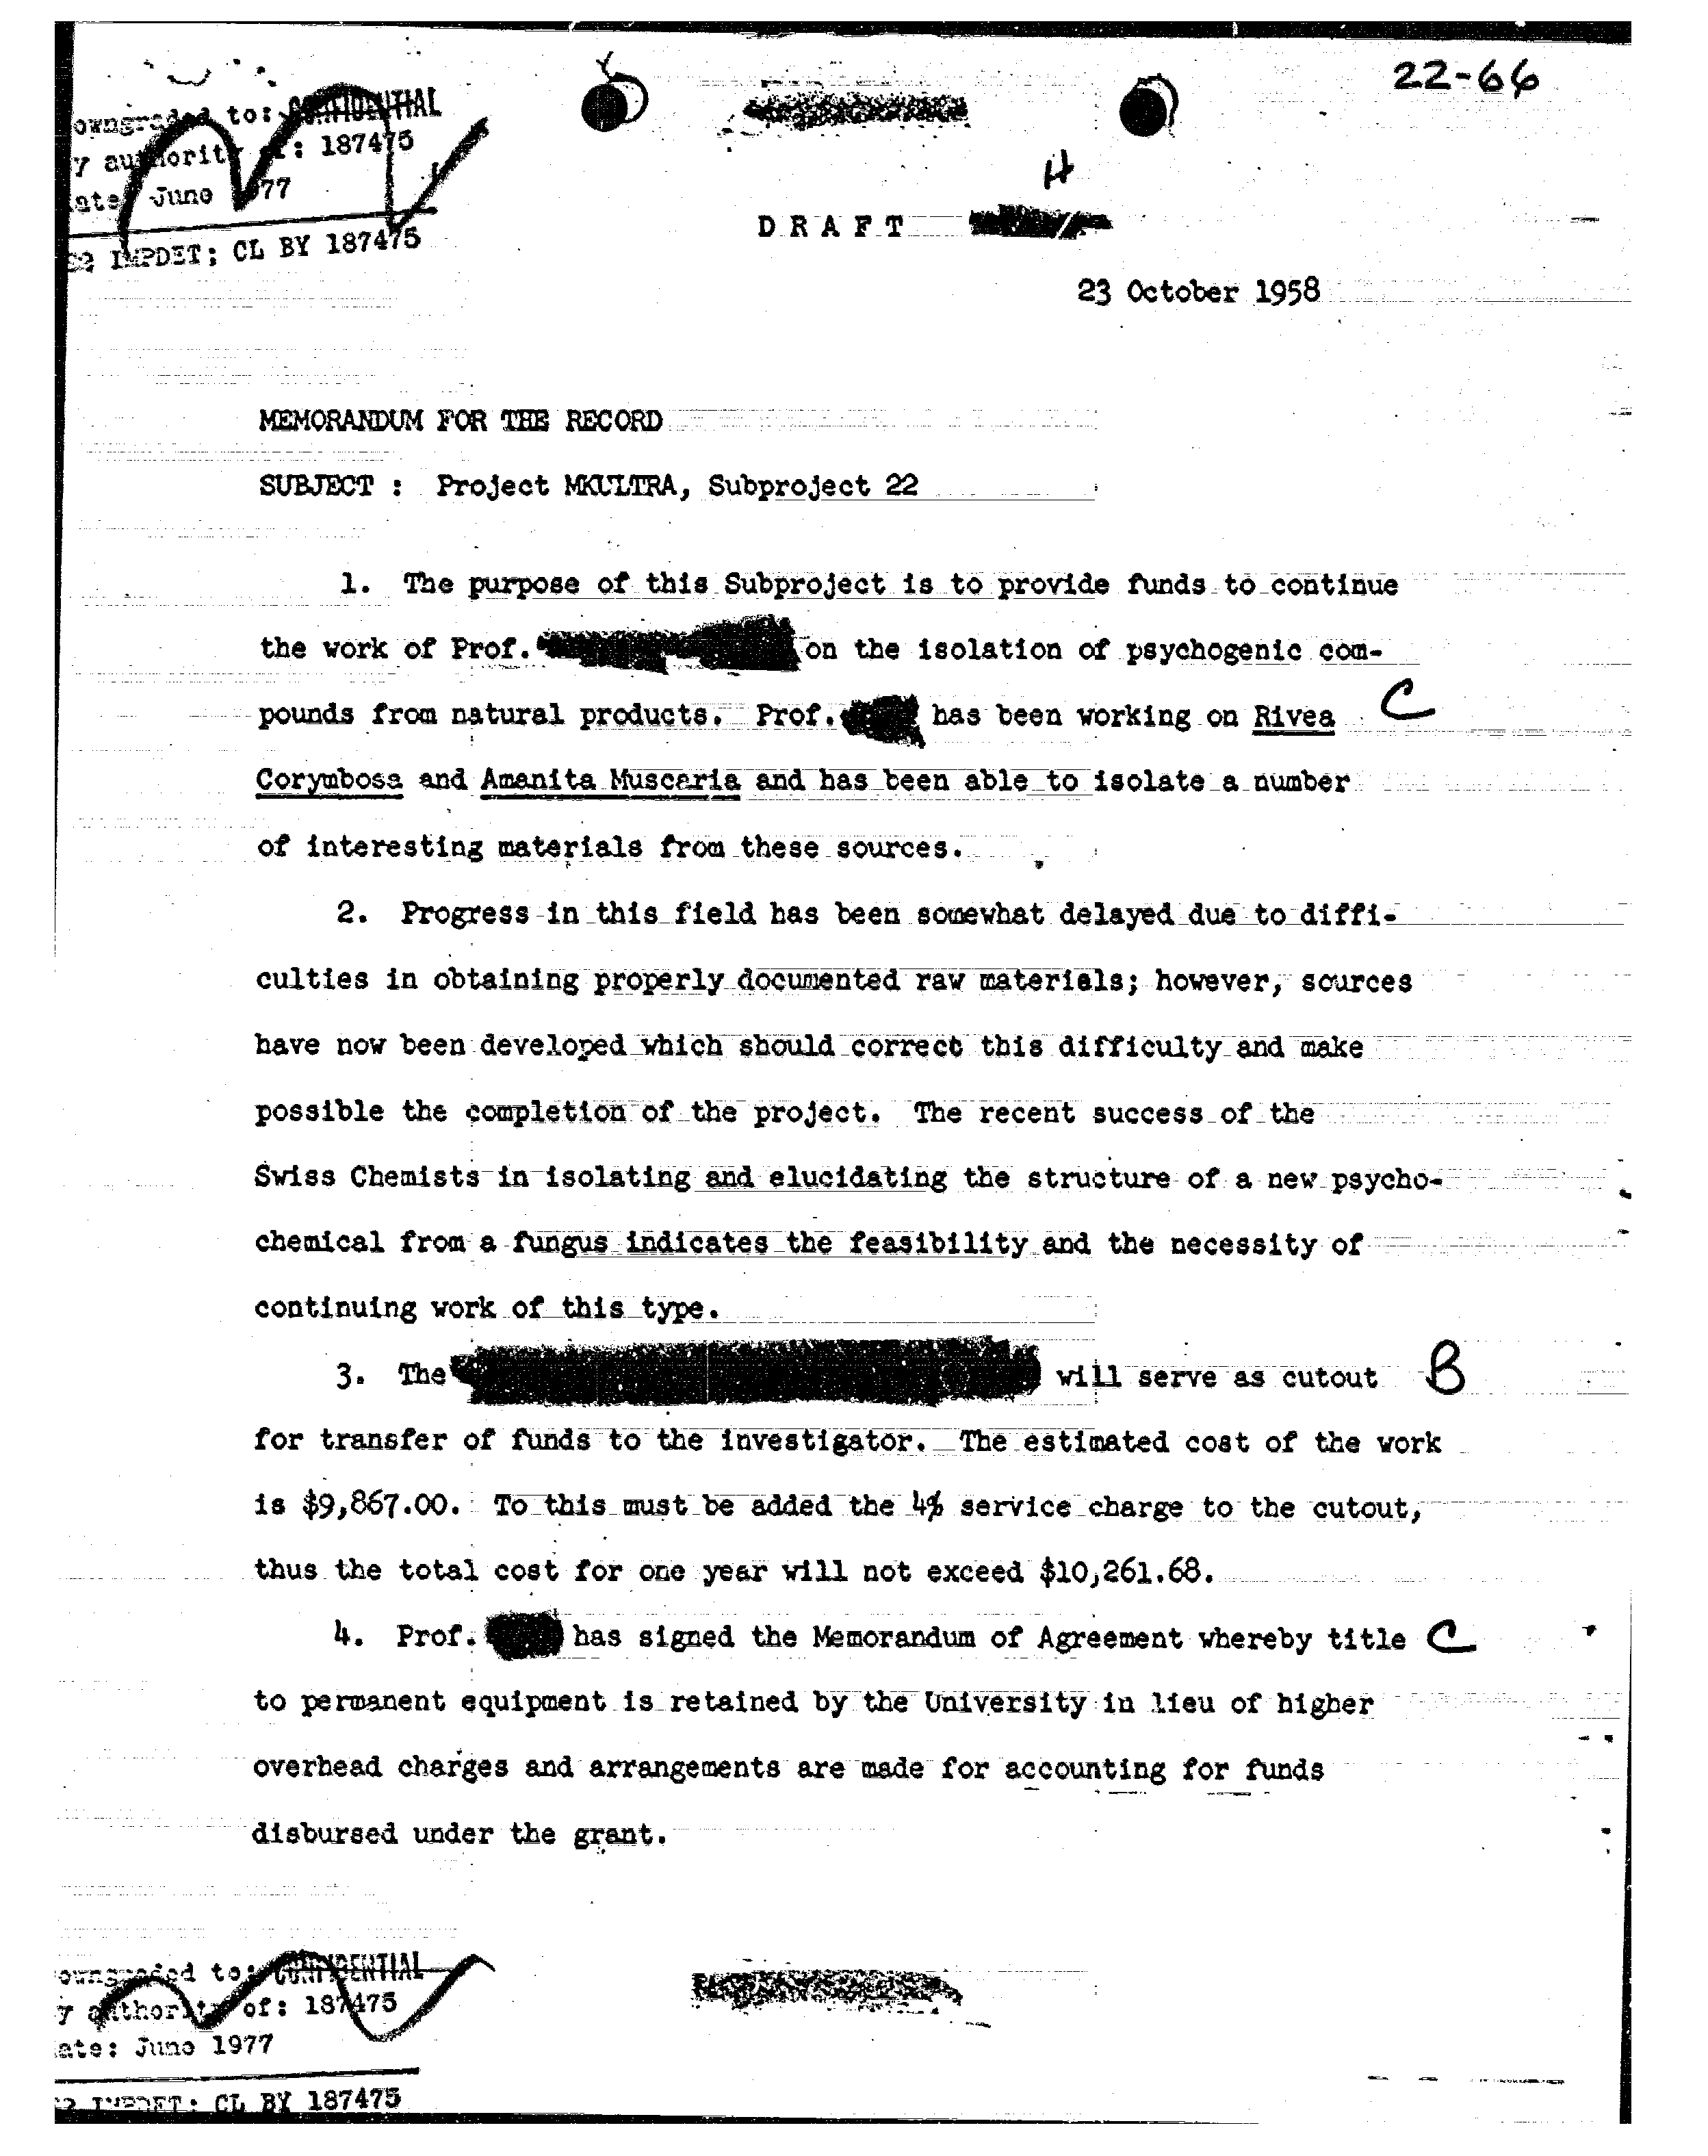 22-66
owngraded to: CONFIDENTIAL
y authority of: 187475
ate: June 1977
E2 IMPDET; CL BY 187475
H
DRAFT
23 October 1958
MEMORANDUM FOR THE RECORD
SUBJECT : Project MKULTRA, Subproject 22
1. The purpose of this Subproject is to provide funds to continue
the work of Prof. on the isolation of psychogenic com-
pounds from natural products. Prof. has been working on Rivea C
Corymbosa and Amanita Muscaria and has been able to isolate a number
of interesting materials from these sources.
2. Progress in this field has been somewhat delayed due to diffi-
culties in obtaining properly documented raw materials; however, sources
have now been developed which should correct this difficulty and make
possible the completion of the project. The recent success of the
Swiss Chemists in isolating and elucidating the structure of a new psycho-
chemical from a fungus indicates the feasibility and the necessity of
continuing work of this type.
3. The will serve as cutout B
for transfer of funds to the investigator. The estimated cost of the work
is $9,867.00. To this must be added the 4% service charge to the cutout,
thus the total cost for one year will not exceed $10,261.68.
4. Prof. has signed the Memorandum of Agreement whereby title C
to permanent equipment is retained by the University in lieu of higher
overhead charges and arrangements are made for accounting for funds
disbursed under the grant.
owngraded to: CONFIDENTIAL
y authority of: 187475
ate: June 1977
E2 IMPDET: CL BY 187475